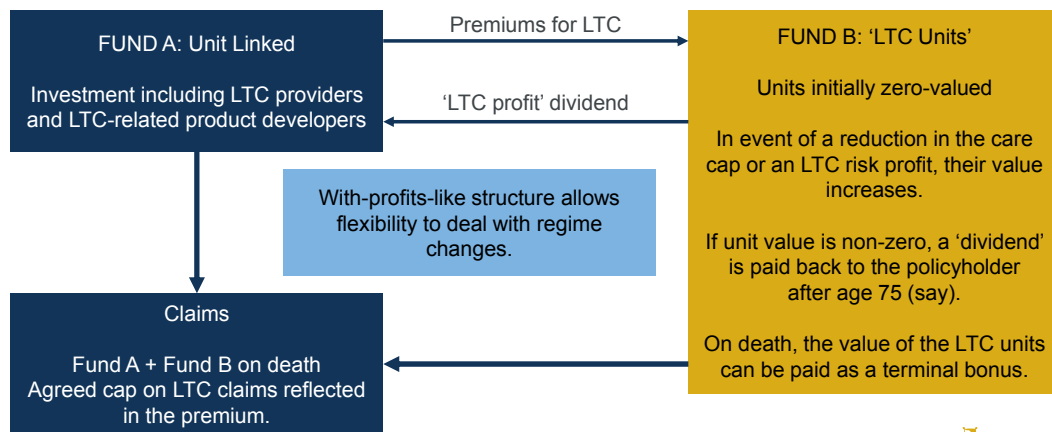 FUND A: Unit Linked
Investment including LTC providers
and LTC-related product developers
Premiums for LTC
‘LTC profit’ dividend
FUND B: ‘LTC Units’
Units initially zero-valued
In event of a reduction in the care
cap or an LTC risk profit, their value
increases.
If unit value is non-zero, a ‘dividend’
is paid back to the policyholder
after age 75 (say).
On death, the value of the LTC units
can be paid as a terminal bonus.
With-profits-like structure allows
flexibility to deal with regime
changes.
Claims
Fund A + Fund B on death
Agreed cap on LTC claims reflected
in the premium.